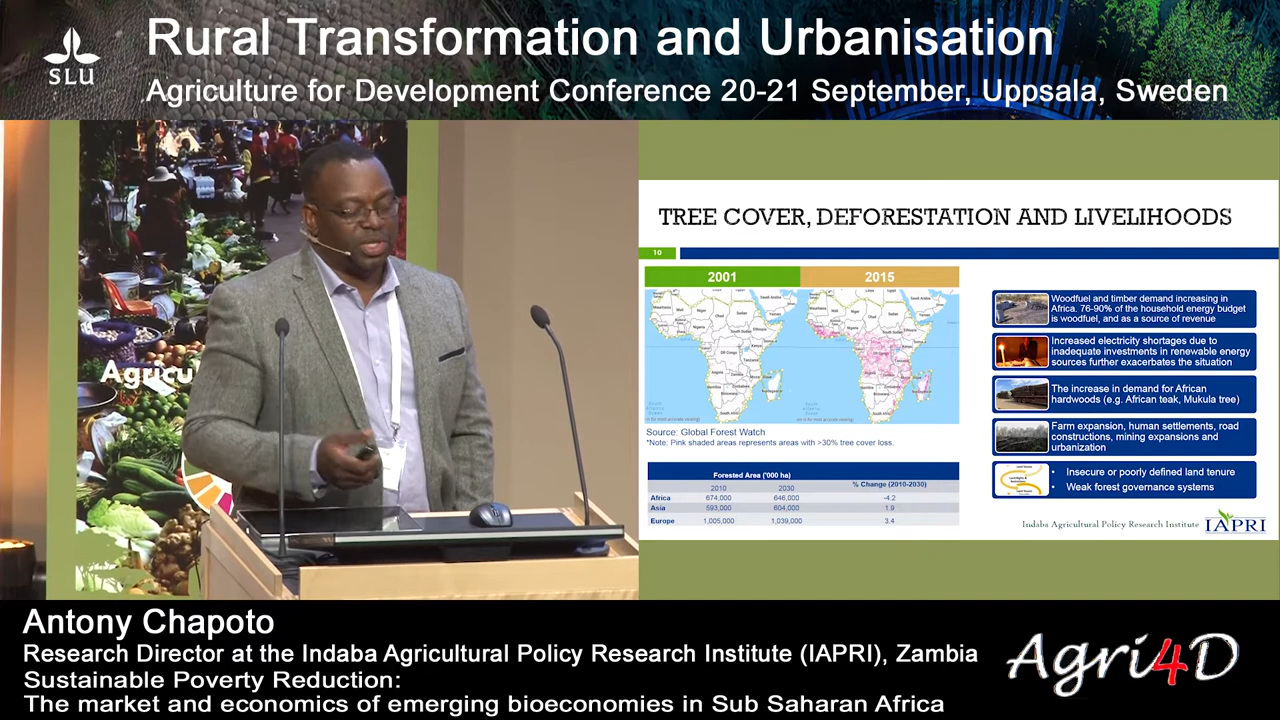 SLU
Rural Transformation and Urbanisation
Agriculture for Development Conference 20-21 September, Uppsala, Sweden
Agricu
TREE COVER, DEFORESTATION AND LIVELIHOODS
10
2001
2015
Source: Global Forest Watch
*Note: Pink shaded areas represents areas with >30% tree cover loss.
Forested Area ('000 ha)
% Change (2010-2030)
2010 2030
Africa 674,000 646,000 -4.2
Asia 593,000 604,000 1.9
Europe 1,005,000 1,039,000 3.4
Woodfuel and timber demand increasing in
Africa. 76-90% of the household energy budget
is woodfuel, and as a source of revenue
Increased electricity shortages due to
inadequate investments in renewable energy
sources further exacerbates the situation
The increase in demand for African
hardwoods (e.g. African teak, Mukula tree)
Farm expansion, human settlements, road
constructions, mining expansions and
urbanization
• Insecure or poorly defined land tenure
• Weak forest governance systems
Indaba Agricultural Policy Research Institute IAPRI
Antony Chapoto
Research Director at the Indaba Agricultural Policy Research Institute (IAPRI), Zambia
Sustainable Poverty Reduction:
The market and economics of emerging bioeconomies in Sub Saharan Africa
Agri4D